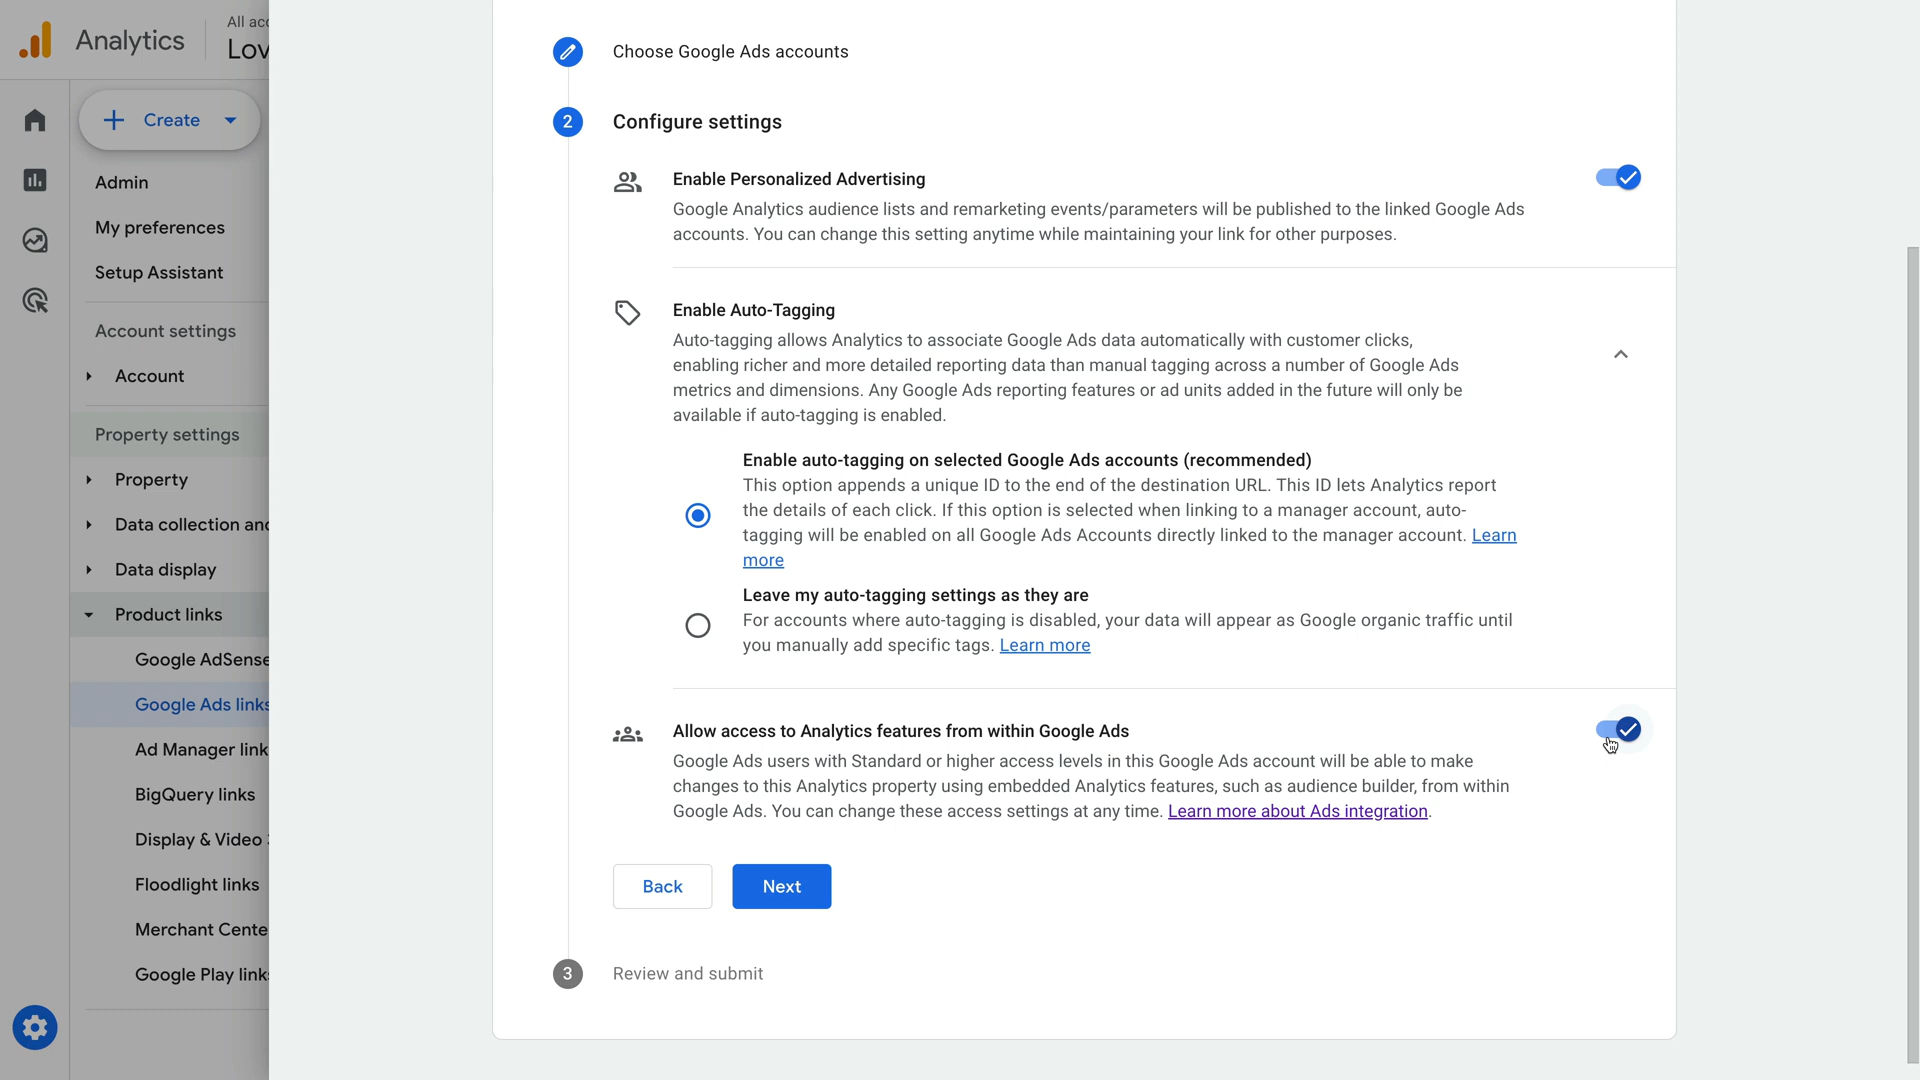 Analytics
All acc
Lov
Create
Admin
My preferences
Setup Assistant
Account settings
Account
Property settings
Property
Data collection and
Data display
Product links
Google AdSense
Google Ads links
Ad Manager link
BigQuery links
Display & Video
Floodlight links
Merchant Cente
Google Play link
Choose Google Ads accounts
2 Configure settings
Enable Personalized Advertising
Google Analytics audience lists and remarketing events/parameters will be published to the linked Google Ads
accounts. You can change this setting anytime while maintaining your link for other purposes.
Enable Auto-Tagging
Auto-tagging allows Analytics to associate Google Ads data automatically with customer clicks,
enabling richer and more detailed reporting data than manual tagging across a number of Google Ads
metrics and dimensions. Any Google Ads reporting features or ad units added in the future will only be
available if auto-tagging is enabled.
Enable auto-tagging on selected Google Ads accounts (recommended)
This option appends a unique ID to the end of the destination URL. This ID lets Analytics report
the details of each click. If this option is selected when linking to a manager account, auto-
tagging will be enabled on all Google Ads Accounts directly linked to the manager account. Learn
more
Leave my auto-tagging settings as they are
For accounts where auto-tagging is disabled, your data will appear as Google organic traffic until
you manually add specific tags. Learn more
Allow access to Analytics features from within Google Ads
Google Ads users with Standard or higher access levels in this Google Ads account will be able to make
changes to this Analytics property using embedded Analytics features, such as audience builder, from within
Google Ads. You can change these access settings at any time. Learn more about Ads integration.
Back
Next
3 Review and submit